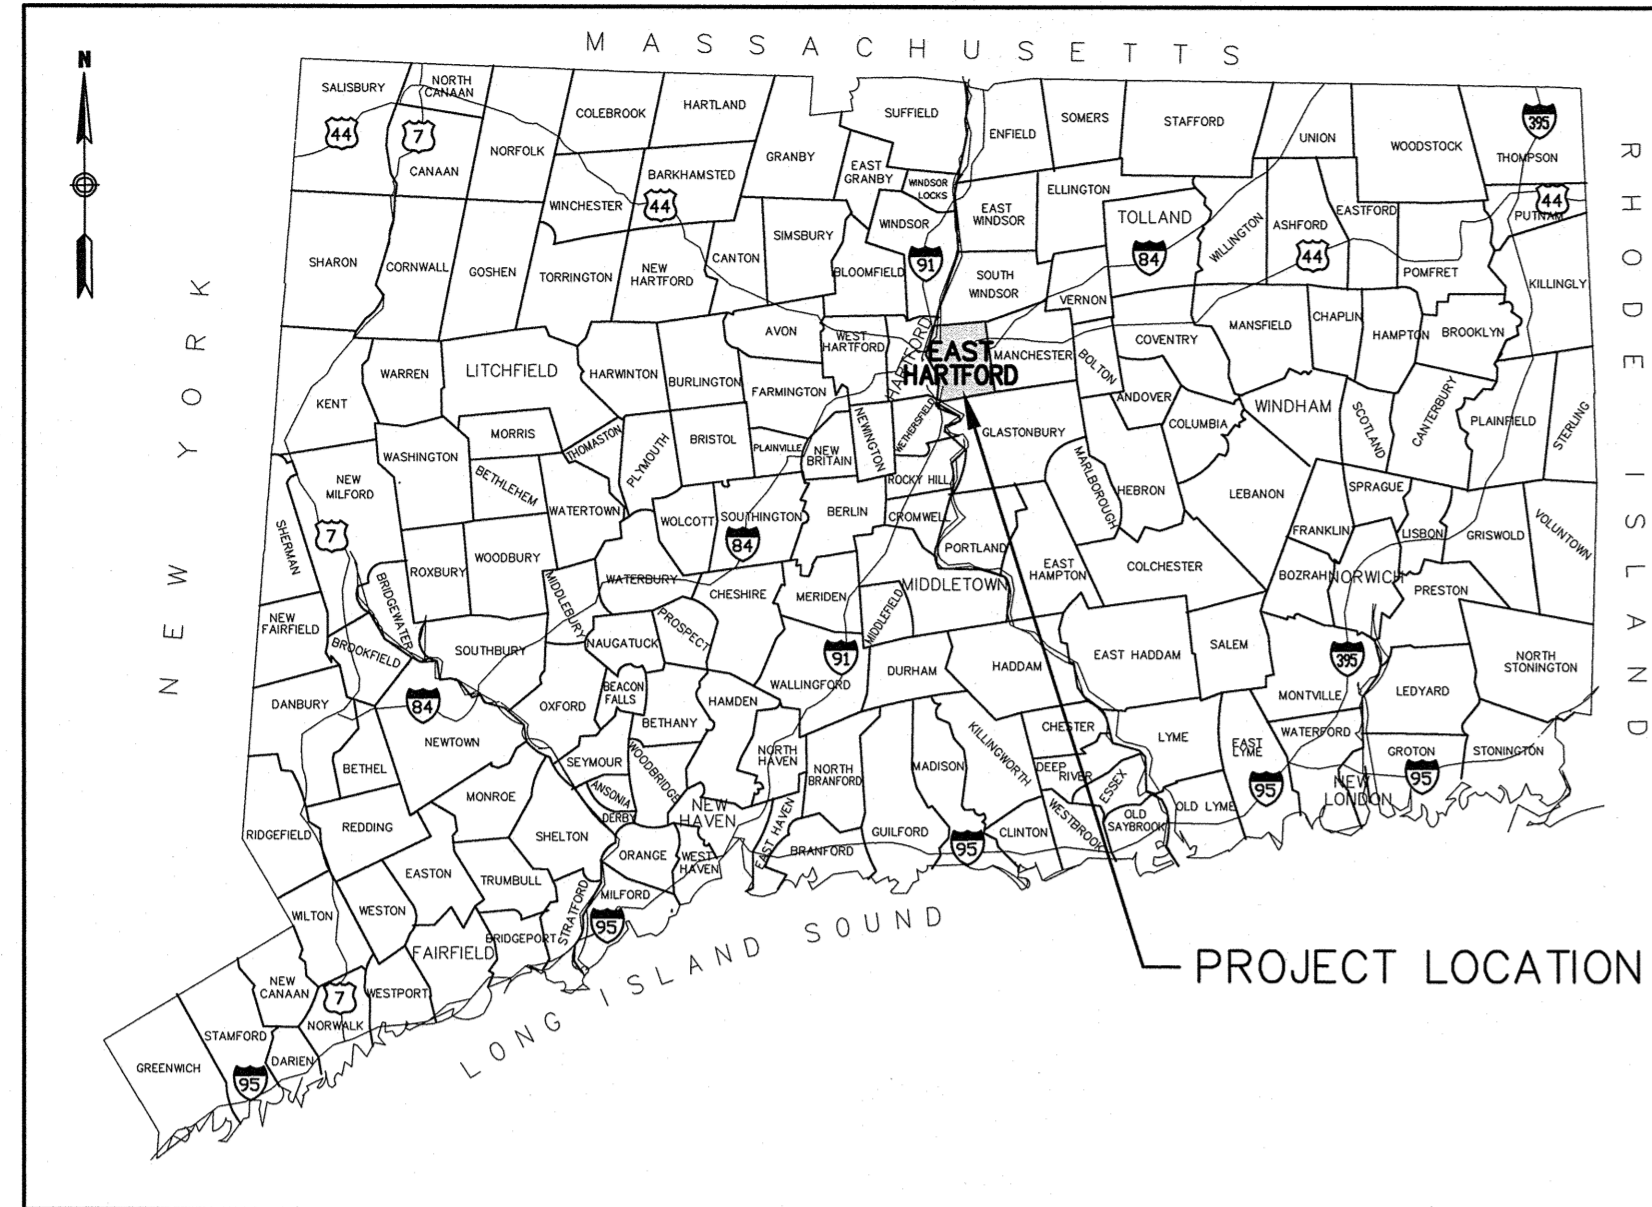 MASSACHUSETTS
N
SALISBURY
NORTH
CANAAN
COLEBROOK
HARTLAND
SUFFIELD
ENFIELD
SOMERS
STAFFORD
UNION
WOODSTOCK
395
THOMPSON
44
7
CANAAN
NORFOLK
BARKHAMSTED
GRANBY
EAST
GRANBY
WINDSOR
LOCKS
ELLINGTON
WINCHESTER
44
WINDSOR
EAST
WINDSOR
TOLLAND
WILLINGTON
ASHFORD
EASTFORD
44
PUTNAM
RHODE ISLAND
SIMSBURY
SHARON
CORNWALL
GOSHEN
TORRINGTON
NEW
HARTFORD
CANTON
BLOOMFIELD
91
SOUTH
WINDSOR
84
44
POMFRET
KILLINGLY
NEW YORK
VERNON
AVON
WEST
HARTFORD
HARTFORD
EAST
HARTFORD
MANCHESTER
BOLTON
COVENTRY
MANSFIELD
CHAPLIN
HAMPTON
BROOKLYN
WARREN
LITCHFIELD
HARWINTON
BURLINGTON
FARMINGTON
KENT
ANDOVER
COLUMBIA
WINDHAM
SCOTLAND
CANTERBURY
PLAINFIELD
STERLING
MORRIS
THOMASTON
PLYMOUTH
BRISTOL
PLAINVILLE
NEW
BRITAIN
NEWINGTON
WETHERSFIELD
GLASTONBURY
WASHINGTON
BETHLEHEM
NEW
MILFORD
WATERTOWN
WOLCOTT
SOUTHINGTON
BERLIN
ROCKY HILL
CROMWELL
MARLBOROUGH
HEBRON
LEBANON
SPRAGUE
FRANKLIN
LISBON
GRISWOLD
VOLUNTOWN
SHERMAN
7
84
PORTLAND
EAST
HAMPTON
COLCHESTER
BOZRAH
NORWICH
PRESTON
BRIDGEWATER
ROXBURY
WOODBURY
MIDDLEBURY
WATERBURY
CHESHIRE
MERIDEN
MIDDLEFIELD
MIDDLETOWN
NEW
FAIRFIELD
BROOKFIELD
SOUTHBURY
NAUGATUCK
PROSPECT
91
WALLINGFORD
DURHAM
HADDAM
EAST HADDAM
SALEM
395
MONTVILLE
LEDYARD
NORTH
STONINGTON
DANBURY
84
OXFORD
BEACON
FALLS
BETHANY
HAMDEN
NEWTOWN
CHESTER
LYME
EAST
LYME
WATERFORD
GROTON
STONINGTON
BETHEL
SEYMOUR
WOODBRIDGE
NORTH
HAVEN
NORTH
BRANFORD
MADISON
KILLINGWORTH
DEEP
RIVER
ESSEX
95
NEW
LONDON
95
MONROE
ANSONIA
DERBY
NEW
HAVEN
EAST HAVEN
GUILFORD
95
CLINTON
WESTBROOK
OLD
SAYBROOK
OLD LYME
RIDGEFIELD
REDDING
SHELTON
ORANGE
WEST
HAVEN
BRANFORD
EASTON
TRUMBULL
STRATFORD
MILFORD
95
WILTON
WESTON
BRIDGEPORT
FAIRFIELD
NEW
CANAAN
7
WESTPORT
NORWALK
STAMFORD
DARIEN
GREENWICH
95
LONG ISLAND SOUND
PROJECT LOCATION